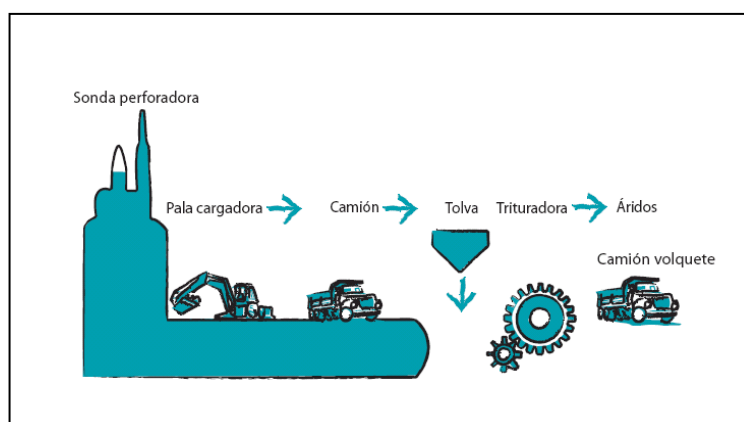 Sonda perforadora
Pala cargadora
Camión
Tolva
Trituradora
Áridos
Camión volquete